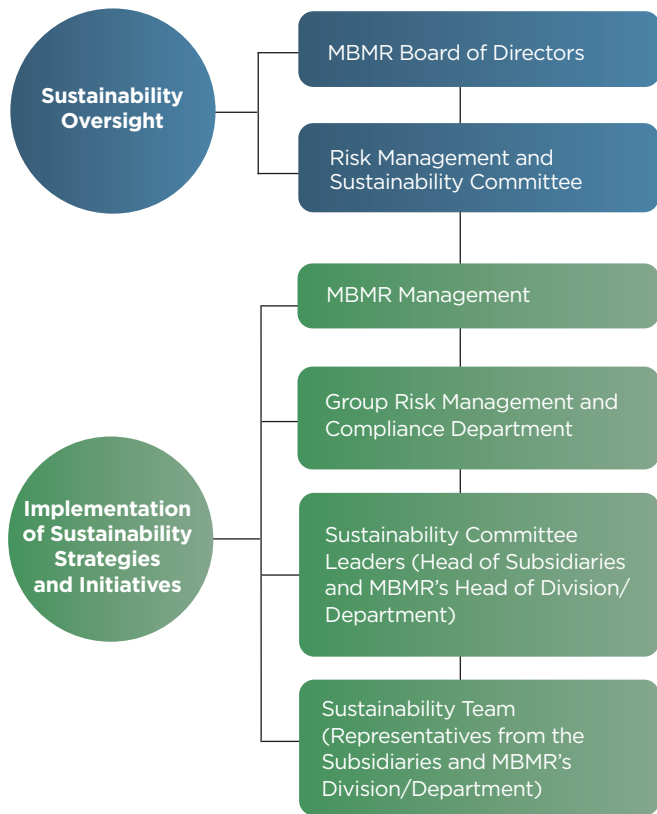 Sustainability
Oversight
MBMR Board of Directors
Risk Management and
Sustainability Committee
Implementation
of Sustainability
Strategies
and Initiatives
MBMR Management
Group Risk Management and
Compliance Department
Sustainability Committee
Leaders (Head of Subsidiaries
and MBMR’s Head of Division/
Department)
Sustainability Team
(Representatives from the
Subsidiaries and MBMR’s
Division/Department)